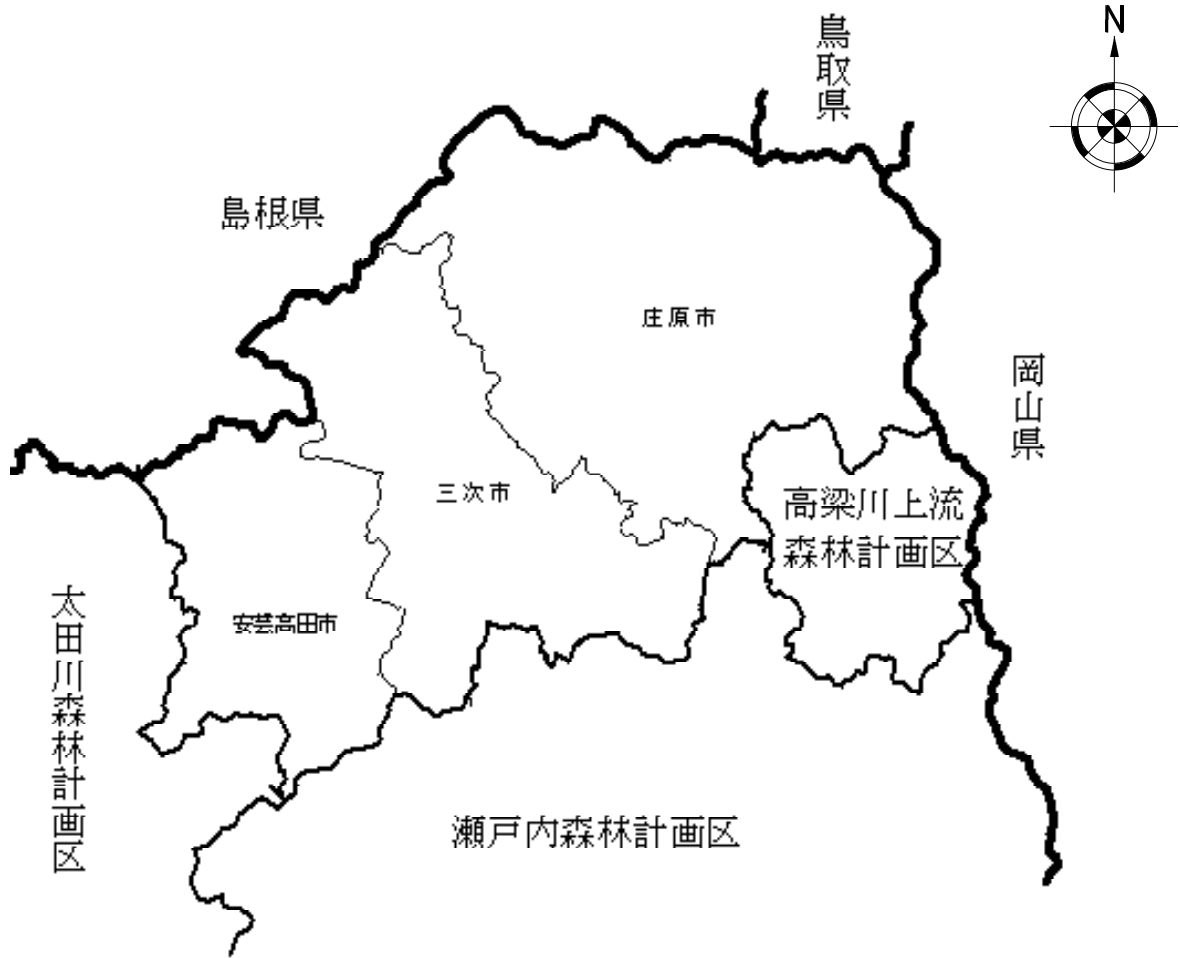 N
鳥取県
島根県
庄原市
岡山県
三次市
高梁川上流
森林計画区
安芸高田市
太田川森林計画区
瀬戸内森林計画区